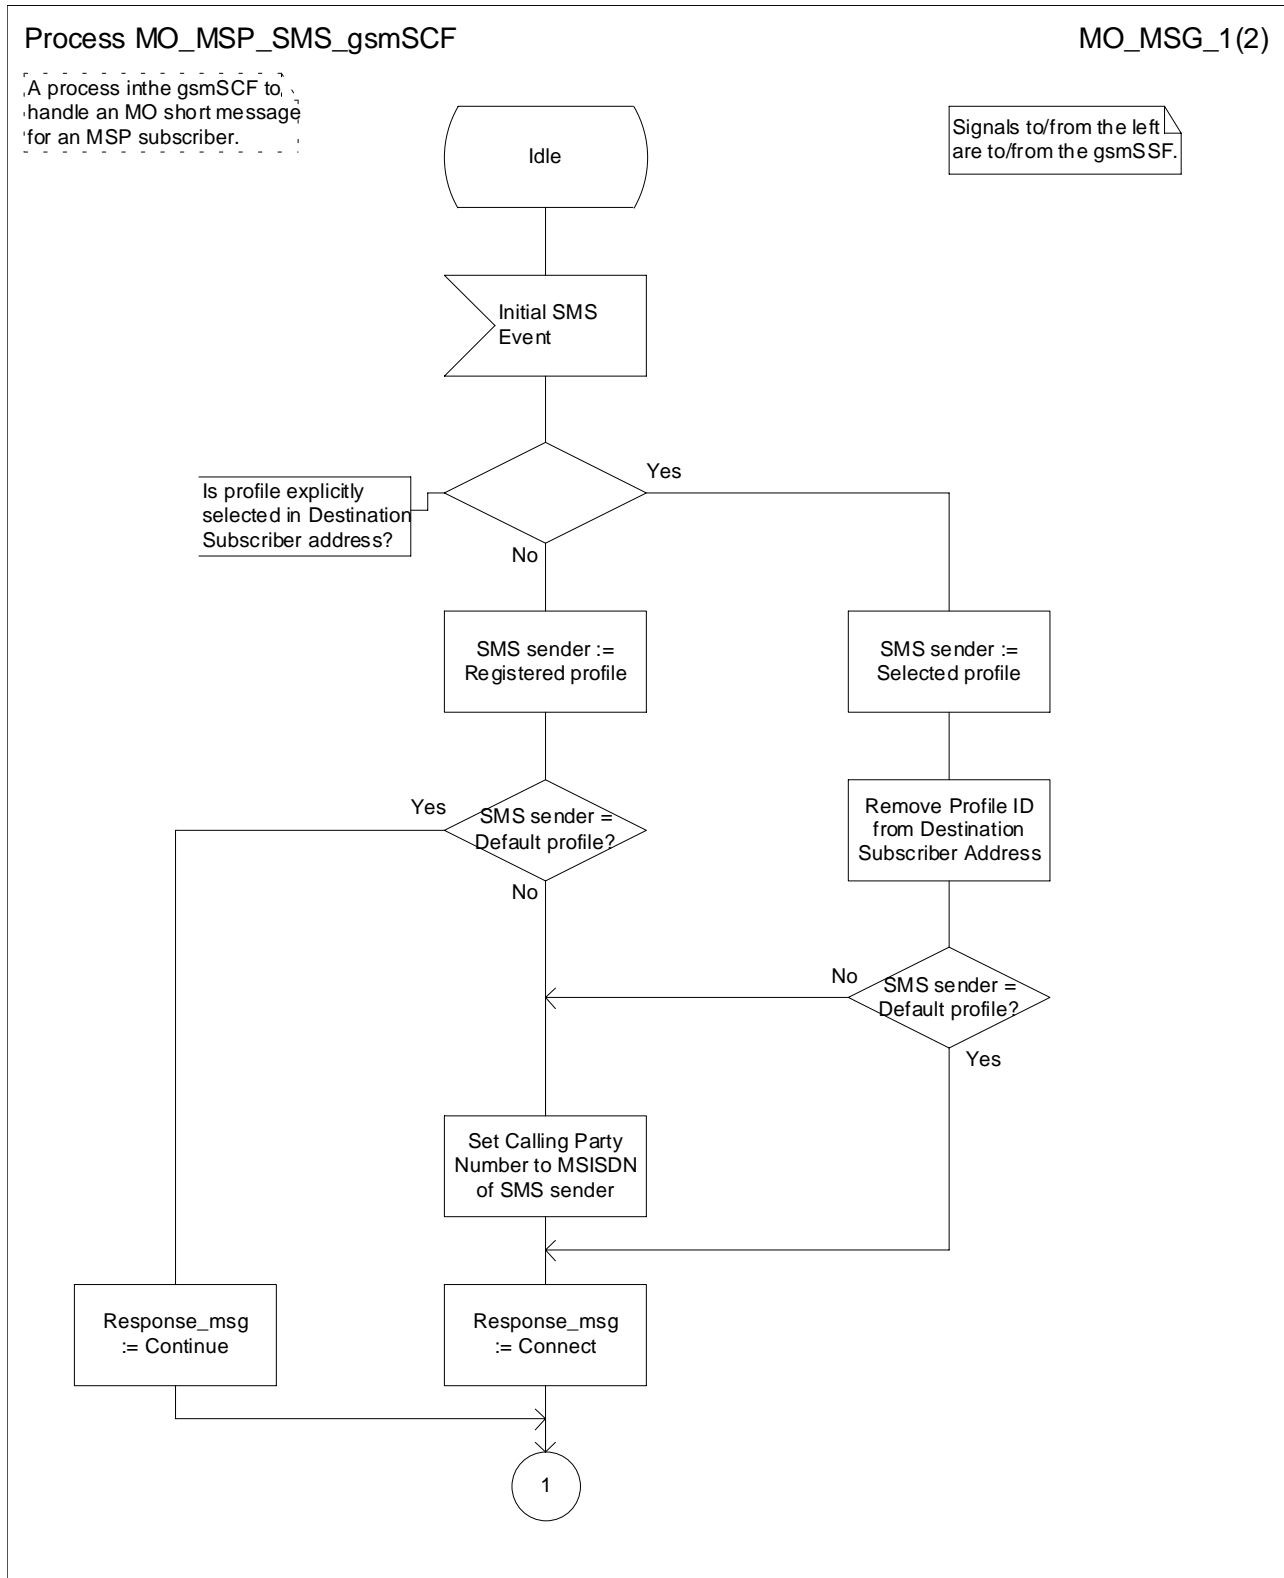 Process MO_MSP_SMS_gsmSCF
MO_MSG_1(2)
A process inthe gsmSCF to
handle an MO short message
for an MSP subscriber.
Signals to/from the left
are to/from the gsmSSF.
Idle
Initial SMS
Event
Is profile explicitly
selected in Destination
Subscriber address?
Yes
No
SMS sender :=
Registered profile
SMS sender :=
Selected profile
Yes
SMS sender =
Default profile?
No
Remove Profile ID
from Destination
Subscriber Address
No
SMS sender =
Default profile?
Yes
Set Calling Party
Number to MSISDN
of SMS sender
Response_msg
:= Continue
Response_msg
:= Connect
1